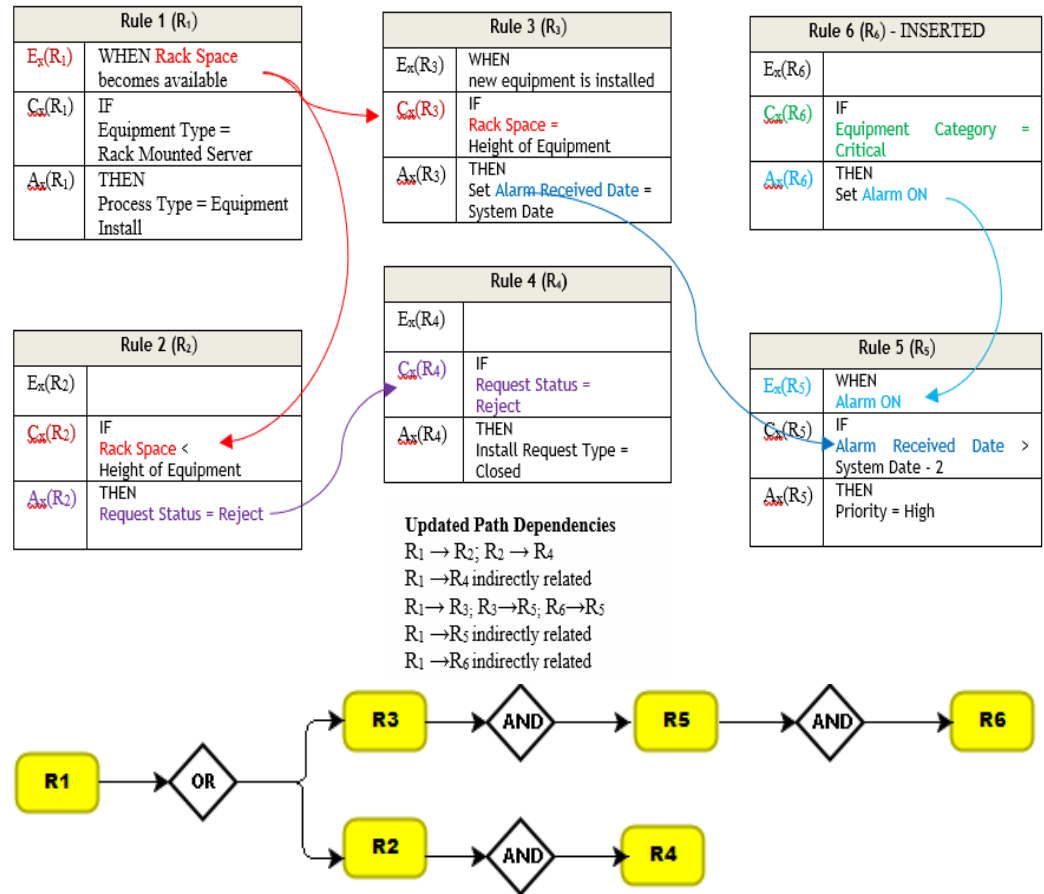 Rule 1 (R₁)
Eₓ(R₁)
WHEN Rack Space
becomes available
Cₓ(R₁)
IF
Equipment Type =
Rack Mounted Server
Aₓ(R₁)
THEN
Process Type = Equipment
Install
Rule 3 (R₃)
Eₓ(R₃)
WHEN
new equipment is installed
Cₓ(R₃)
IF
Rack Space =
Height of Equipment
Aₓ(R₃)
THEN
Set Alarm Received Date =
System Date
Rule 6 (R₆) - INSERTED
Eₓ(R₆)
Cₓ(R₆)
IF
Equipment Category =
Critical
Aₓ(R₆)
THEN
Set Alarm ON
Rule 2 (R₂)
Eₓ(R₂)
Cₓ(R₂)
IF
Rack Space <
Height of Equipment
Aₓ(R₂)
THEN
Request Status = Reject
Rule 4 (R₄)
Eₓ(R₄)
Cₓ(R₄)
IF
Request Status =
Reject
Aₓ(R₄)
THEN
Install Request Type =
Closed
Rule 5 (R₅)
Eₓ(R₅)
WHEN
Alarm ON
Cₓ(R₅)
IF
Alarm Received Date >
System Date - 2
Aₓ(R₅)
THEN
Priority = High
Updated Path Dependencies
R₁ → R₂; R₂ → R₄
R₁ →R₄ indirectly related
R₁→ R₃; R₃→R₅; R₆→R₅
R₁ →R₅ indirectly related
R₁ →R₆ indirectly related
R1
OR
R3
AND
R5
AND
R6
R2
AND
R4